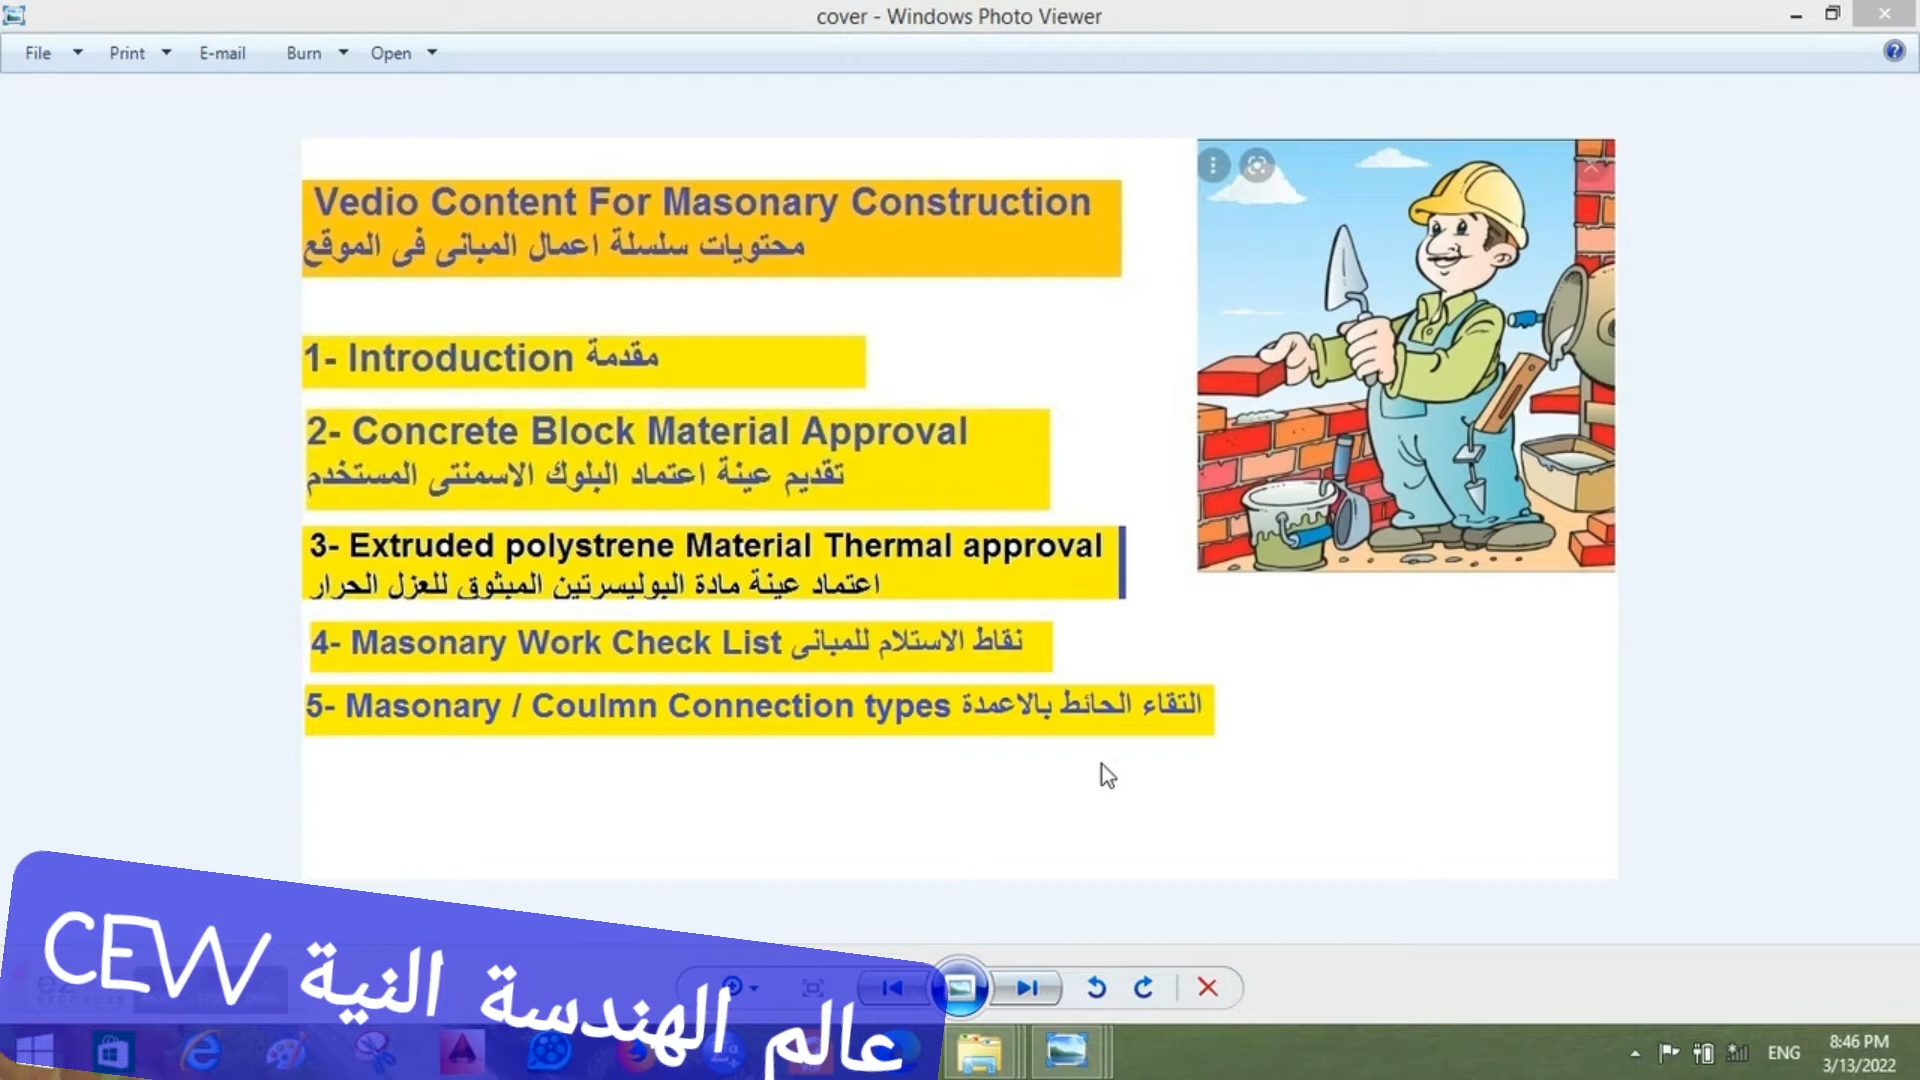 cover - Windows Photo Viewer
File Print E-mail Burn Open
Vedio Content For Masonary Construction
محتويات سلسلة اعمال المبانى فى الموقع
1- Introduction مقدمة
2- Concrete Block Material Approval
تقديم عينة اعتماد البلوك الاسمنتى المستخدم
3- Extruded polystrene Material Thermal approval
اعتماد عينة مادة البوليسرتين المبثوق للعزل الحرار
4- Masonary Work Check List نقاط الاستلام للمبانى
5- Masonary / Coulmn Connection types التقاء الحائط بالاعمدة
عالم الهندسة النية CEW
ENG
8:46 PM
3/13/2022